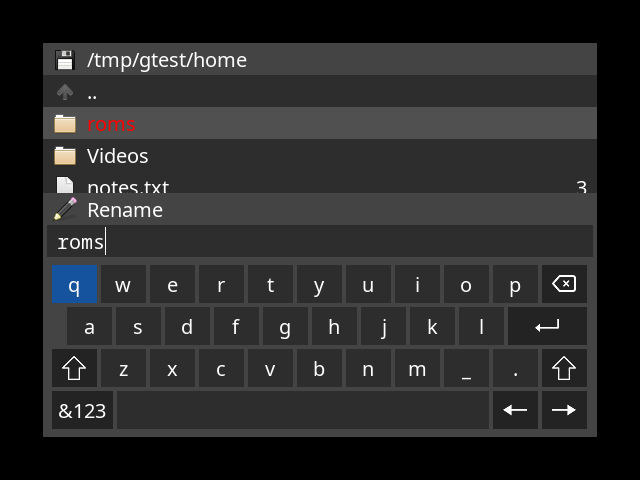 /tmp/gtest/home
..
roms
Videos
notes.txt 3
Rename
roms
q w e r t y u i o p
a s d f g h j k l
z x c v b n m _ .
&123